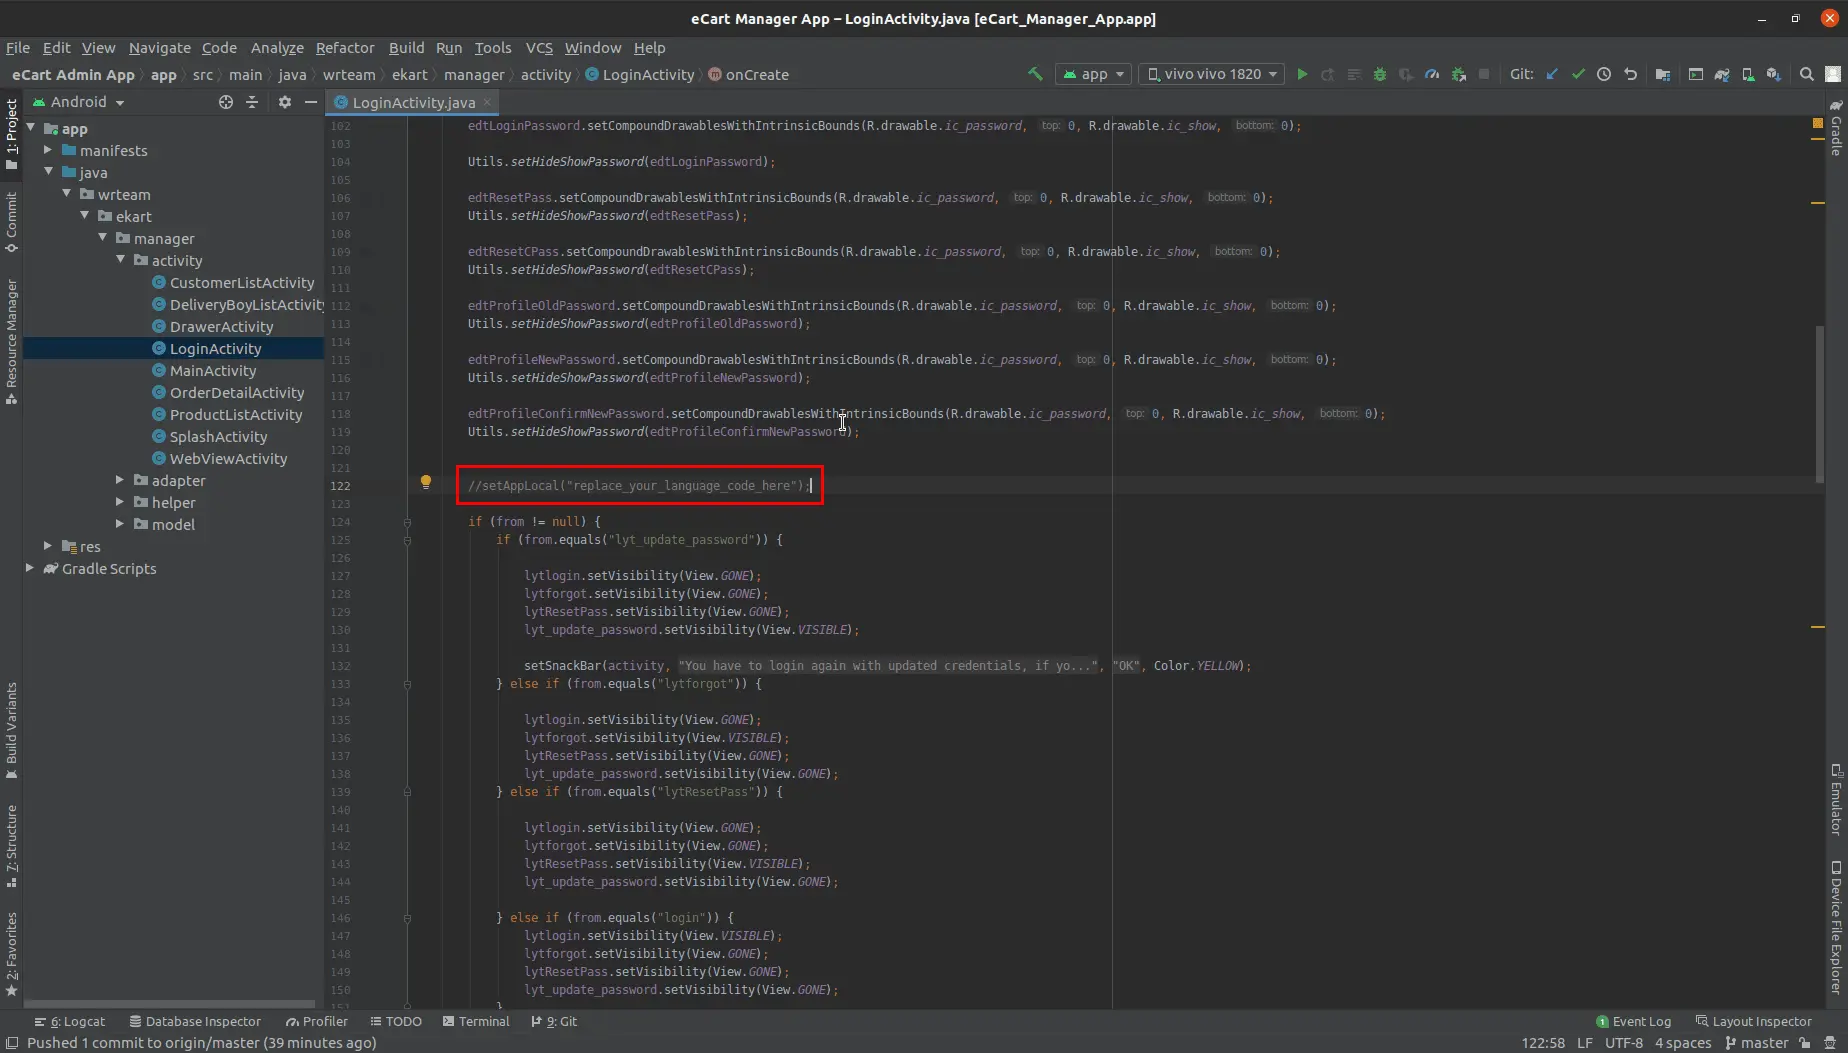 eCart Manager App – LoginActivity.java [eCart_Manager_App.app]
File Edit View Navigate Code Analyze Refactor Build Run Tools VCS Window Help
eCart Admin App app src main java wrteam ekart manager activity LoginActivity onCreate
app vivo vivo 1820 Git:
Android
LoginActivity.java
1: Project
Commit
Resource Manager
Build Variants
7: Structure
2: Favorites
app
manifests
java
wrteam
ekart
manager
activity
CustomerListActivity
DeliveryBoyListActivity
DrawerActivity
LoginActivity
MainActivity
OrderDetailActivity
ProductListActivity
SplashActivity
WebViewActivity
adapter
helper
model
res
Gradle Scripts
102 edtLoginPassword.setCompoundDrawablesWithIntrinsicBounds(R.drawable.ic_password, top: 0, R.drawable.ic_show, bottom: 0);
103
104 Utils.setHideShowPassword(edtLoginPassword);
105
106 edtResetPass.setCompoundDrawablesWithIntrinsicBounds(R.drawable.ic_password, top: 0, R.drawable.ic_show, bottom: 0);
107 Utils.setHideShowPassword(edtResetPass);
108
109 edtResetCPass.setCompoundDrawablesWithIntrinsicBounds(R.drawable.ic_password, top: 0, R.drawable.ic_show, bottom: 0);
110 Utils.setHideShowPassword(edtResetCPass);
111
112 edtProfileOldPassword.setCompoundDrawablesWithIntrinsicBounds(R.drawable.ic_password, top: 0, R.drawable.ic_show, bottom: 0);
113 Utils.setHideShowPassword(edtProfileOldPassword);
114
115 edtProfileNewPassword.setCompoundDrawablesWithIntrinsicBounds(R.drawable.ic_password, top: 0, R.drawable.ic_show, bottom: 0);
116 Utils.setHideShowPassword(edtProfileNewPassword);
117
118 edtProfileConfirmNewPassword.setCompoundDrawablesWithIntrinsicBounds(R.drawable.ic_password, top: 0, R.drawable.ic_show, bottom: 0);
119 Utils.setHideShowPassword(edtProfileConfirmNewPassword);
120
121
122 //setAppLocal("replace_your_language_code_here");
123
124 if (from != null) {
125 if (from.equals("lyt_update_password")) {
126
127 lytlogin.setVisibility(View.GONE);
128 lytforgot.setVisibility(View.GONE);
129 lytResetPass.setVisibility(View.GONE);
130 lyt_update_password.setVisibility(View.VISIBLE);
131
132 setSnackBar(activity, "You have to login again with updated credentials, if yo...", "OK", Color.YELLOW);
133 } else if (from.equals("lytforgot")) {
134
135 lytlogin.setVisibility(View.GONE);
136 lytforgot.setVisibility(View.VISIBLE);
137 lytResetPass.setVisibility(View.GONE);
138 lyt_update_password.setVisibility(View.GONE);
139 } else if (from.equals("lytResetPass")) {
140
141 lytlogin.setVisibility(View.GONE);
142 lytforgot.setVisibility(View.GONE);
143 lytResetPass.setVisibility(View.VISIBLE);
144 lyt_update_password.setVisibility(View.GONE);
145
146 } else if (from.equals("login")) {
147 lytlogin.setVisibility(View.VISIBLE);
148 lytforgot.setVisibility(View.GONE);
149 lytResetPass.setVisibility(View.GONE);
150 lyt_update_password.setVisibility(View.GONE);
151 }
Gradle
Emulator
Device File Explorer
6: Logcat Database Inspector Profiler TODO Terminal 9: Git 1 Event Log Layout Inspector
Pushed 1 commit to origin/master (39 minutes ago) 122:58 LF UTF-8 4 spaces master